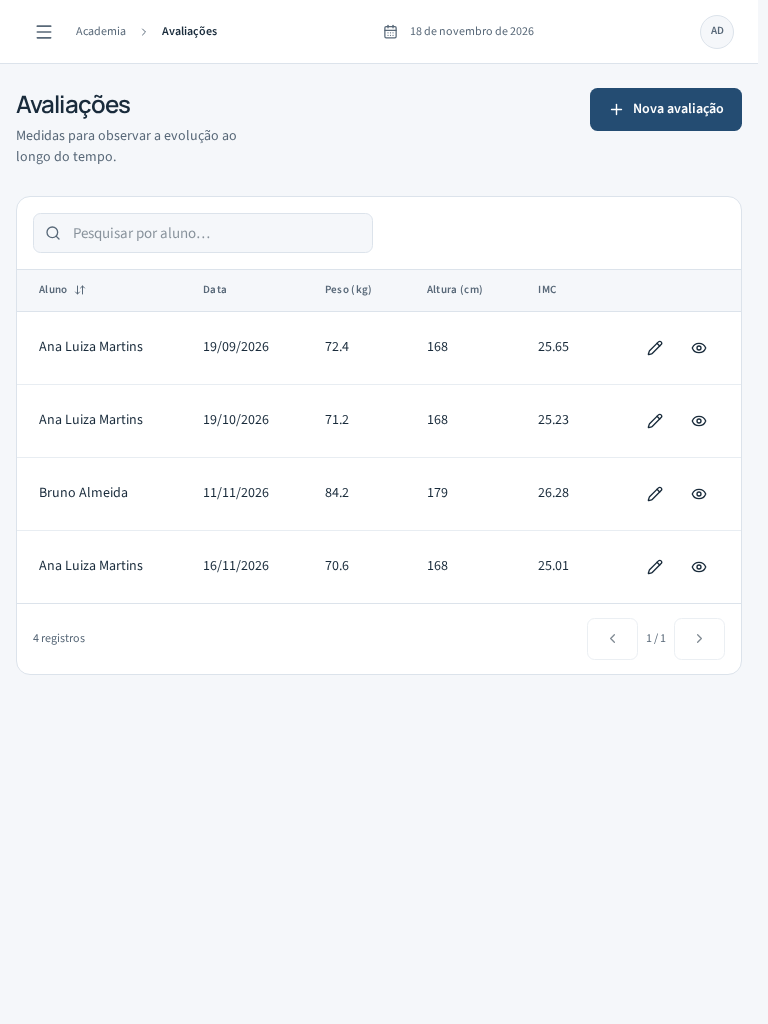 Academia Avaliações 18 de novembro de 2026 AD
Avaliações
Nova avaliação
Medidas para observar a evolução ao
longo do tempo.
Pesquisar por aluno…
Aluno Data Peso (kg) Altura (cm) IMC
Ana Luiza Martins 19/09/2026 72.4 168 25.65
Ana Luiza Martins 19/10/2026 71.2 168 25.23
Bruno Almeida 11/11/2026 84.2 179 26.28
Ana Luiza Martins 16/11/2026 70.6 168 25.01
4 registros 1 / 1